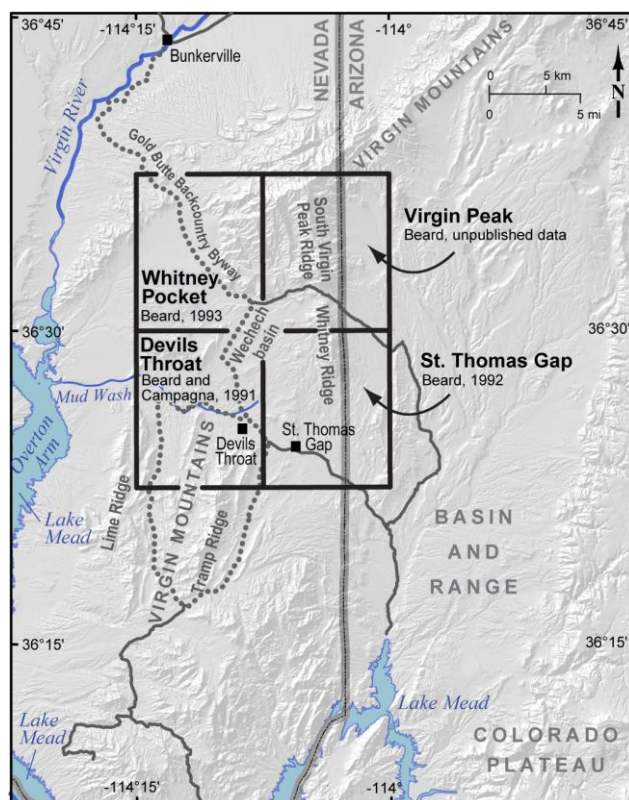 36°45'
-114°15'
-114°
36°45'
Bunkerville
NEVADA
ARIZONA
0 5 km
0 5 mi
N
Virgin River
VIRGIN MOUNTAINS
Gold Butte Backcountry Byway
South Virgin
Peak Ridge
Virgin Peak
Beard, unpublished data
Whitney
Pocket
Beard, 1993
36°30'
36°30'
Wechech
basin
Whitney Ridge
Devils
Throat
Beard and
Campagna, 1991
St. Thomas Gap
Beard, 1992
Mud Wash
Overton
Arm
Devils
Throat
St. Thomas
Gap
Lake
Mead
Lime Ridge
VIRGIN MOUNTAINS
Tramp Ridge
BASIN
AND
RANGE
36°15'
36°15'
Lake Mead
Lake
Mead
COLORADO
PLATEAU
-114°15'
-114°